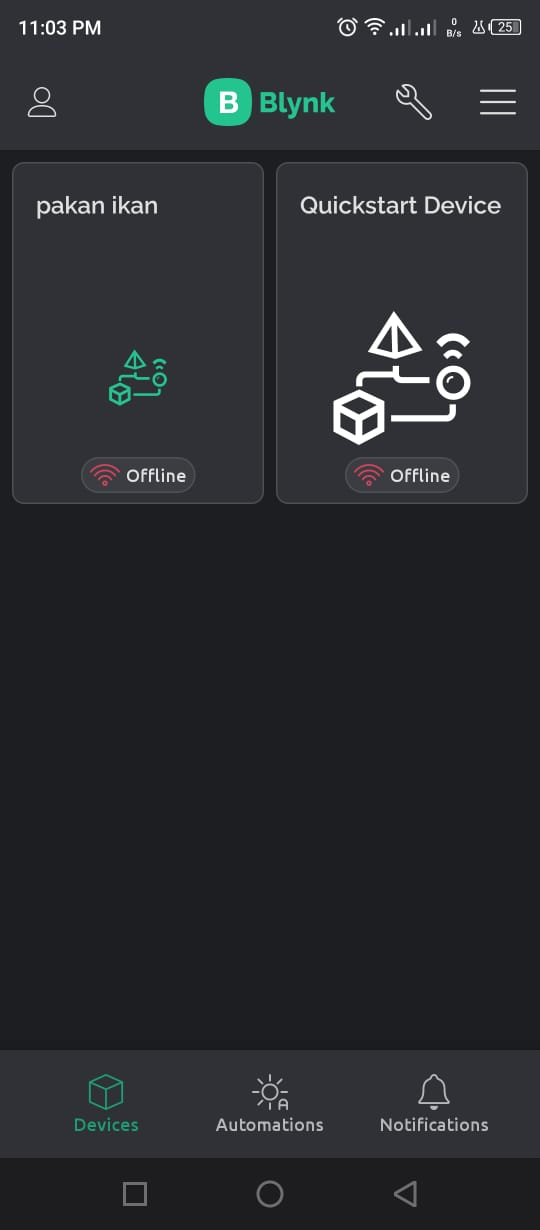 11:03 PM
0
B/s
25
B Blynk
pakan ikan
Quickstart Device
Offline
Offline
Devices
A
Automations
Notifications